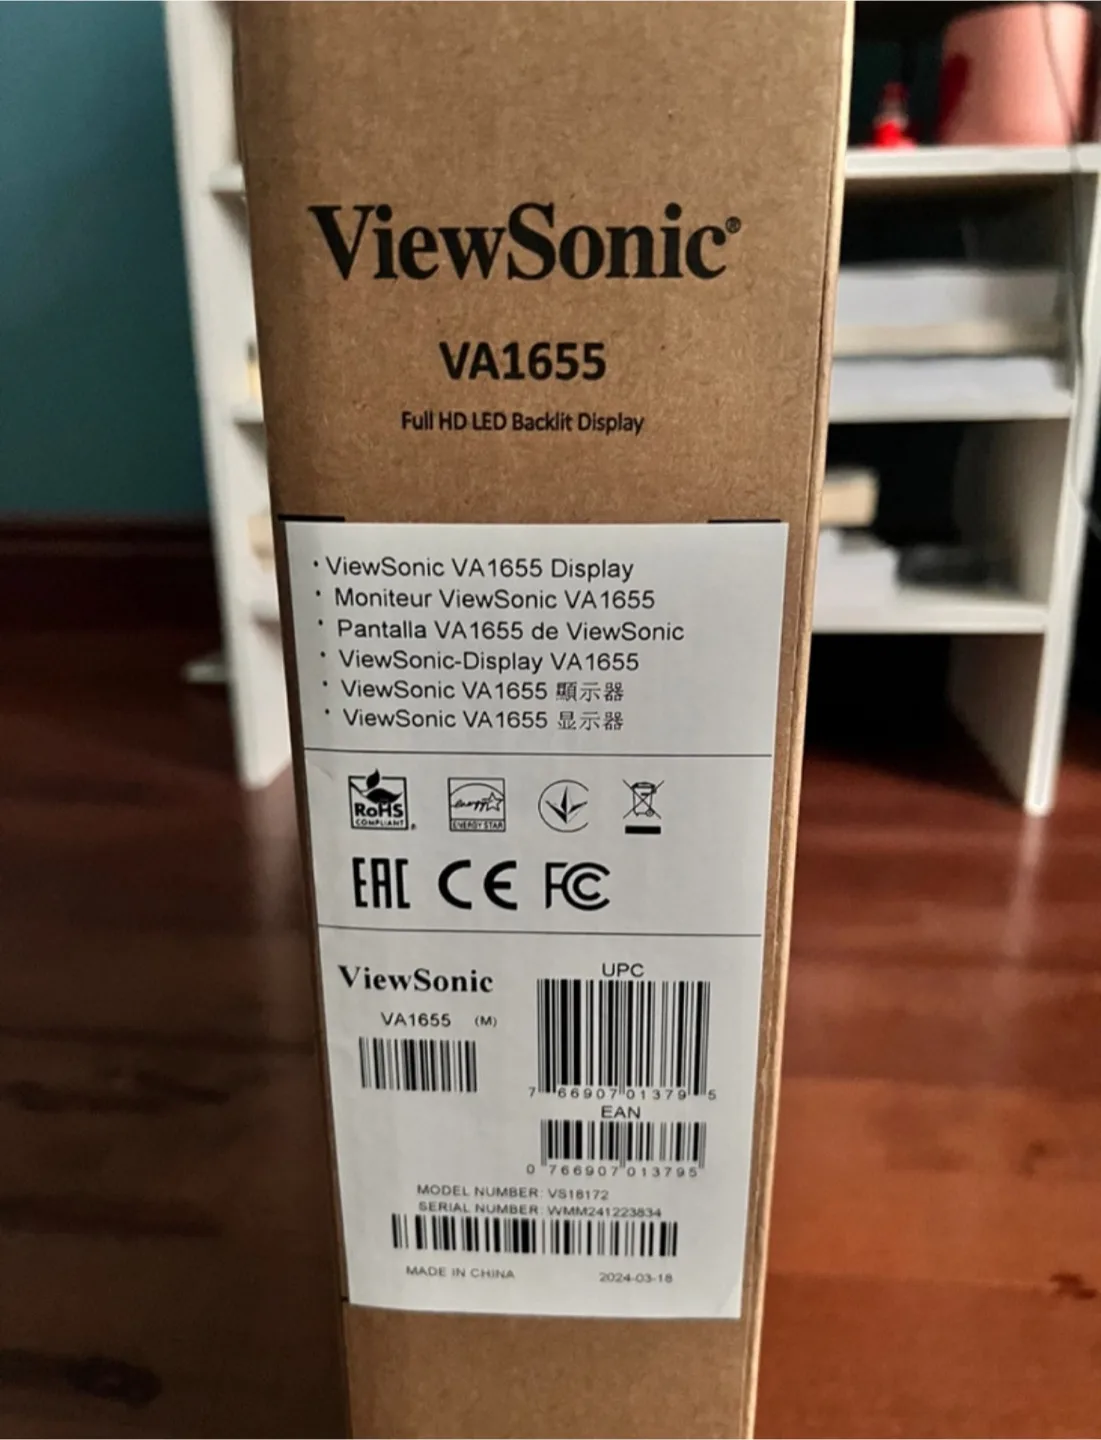 ViewSonic®
VA1655
Full HD LED Backlit Display
· ViewSonic VA1655 Display
· Moniteur ViewSonic VA1655
· Pantalla VA1655 de ViewSonic
· ViewSonic-Display VA1655
· ViewSonic VA1655 顯示器
· ViewSonic VA1655 显示器
RoHS
COMPLIANT ®
energy
ENERGY STAR
EAC CE FC
ViewSonic
VA1655 (M)
UPC
7 66907 01379 5
EAN
0 766907 013795
MODEL NUMBER: VS18172
SERIAL NUMBER: WMM241223834
MADE IN CHINA 2024-03-18